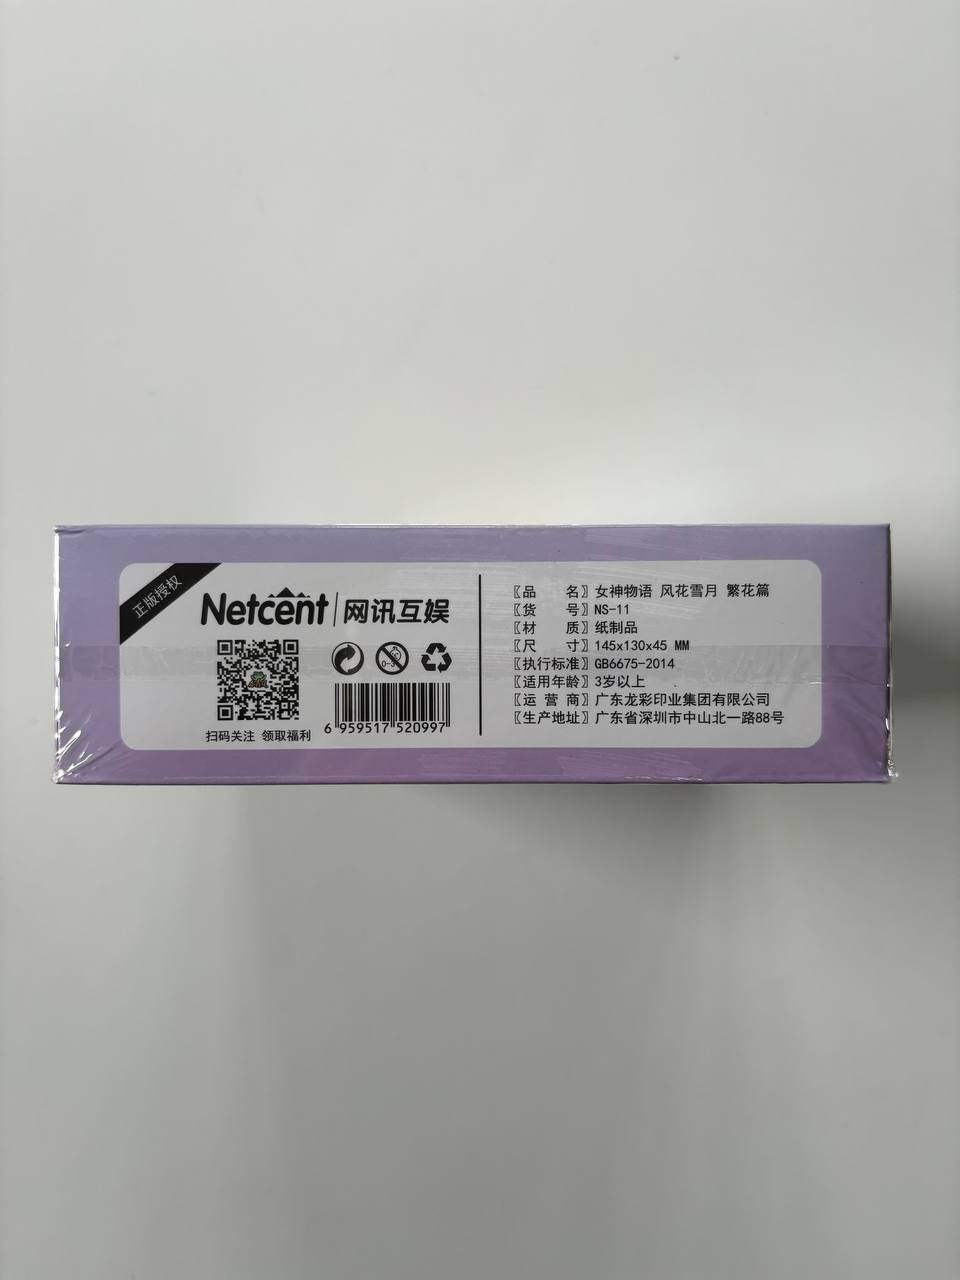 正版授权
Netcent 网讯互娱
0-3
扫码关注 领取福利
6 959517 520997
〖品 名〗女神物语 风花雪月 繁花篇
〖货 号〗NS-11
〖材 质〗纸制品
〖尺 寸〗145x130x45 MM
〖执行标准〗GB6675-2014
〖适用年龄〗3岁以上
〖运 营 商〗广东龙彩印业集团有限公司
〖生产地址〗广东省深圳市中山北一路88号